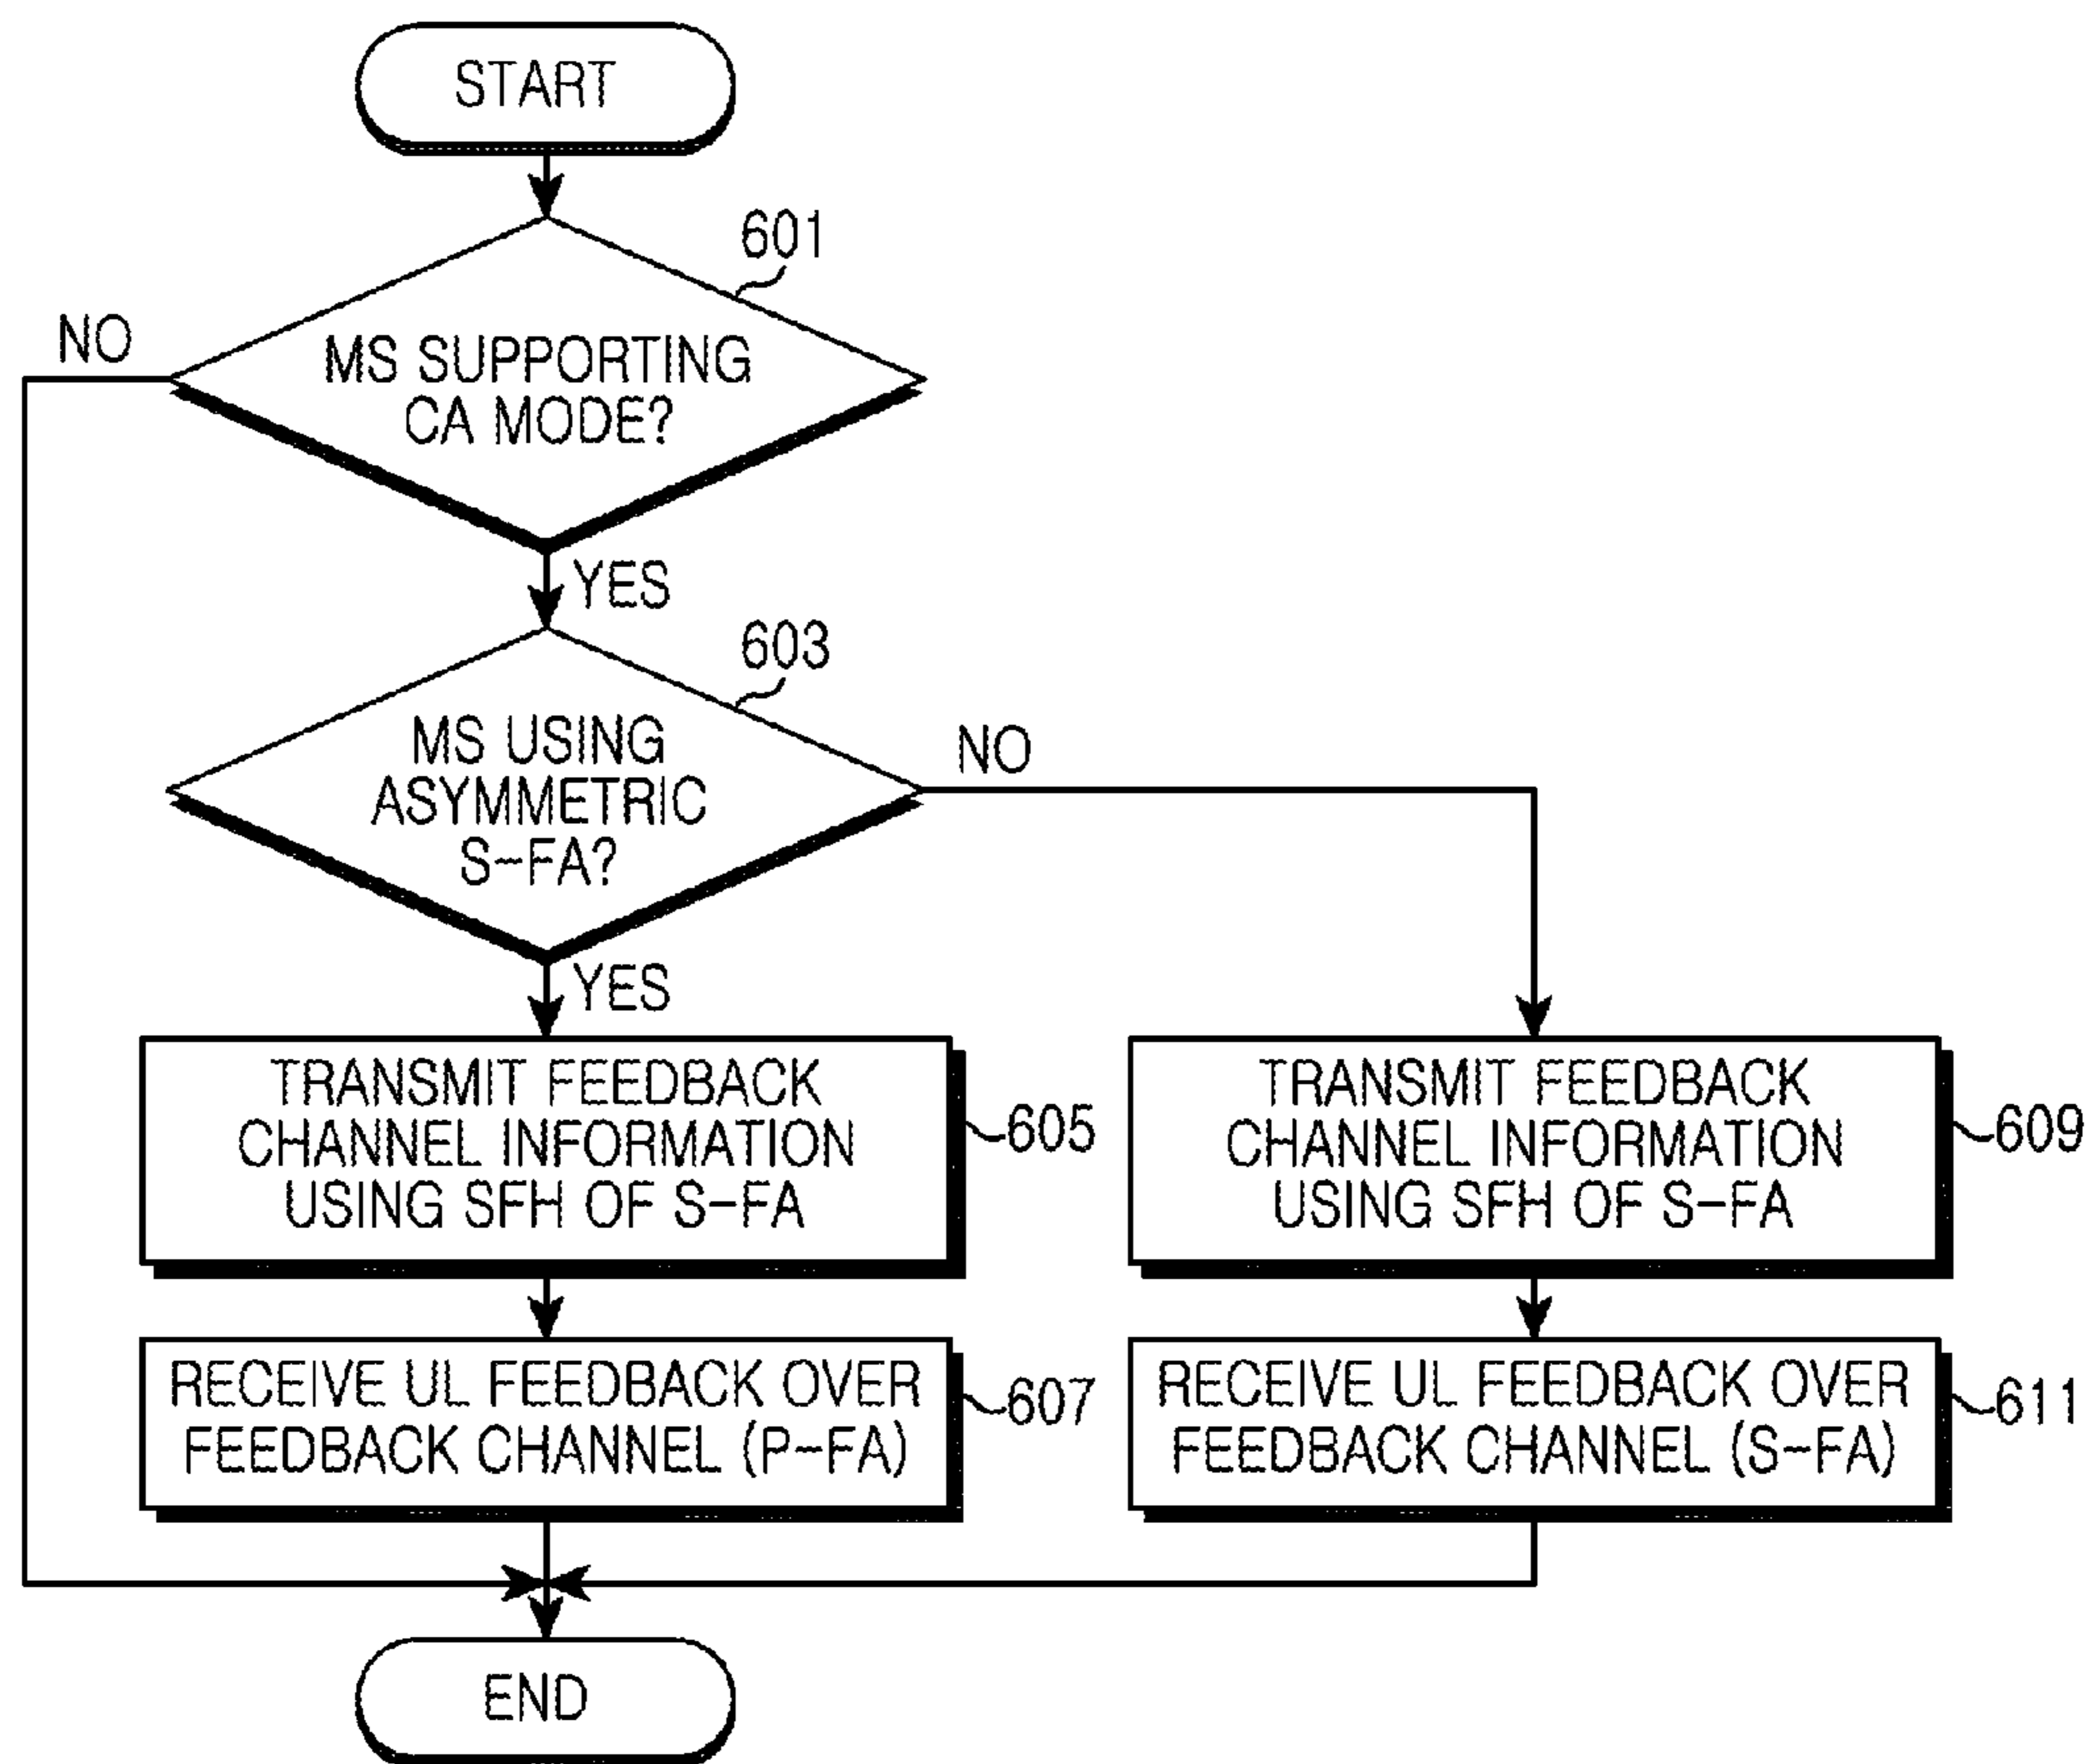 START
601
NO
MS SUPPORTING
CA MODE?
YES
603
MS USING
ASYMMETRIC
S-FA?
NO
YES
TRANSMIT FEEDBACK
CHANNEL INFORMATION
USING SFH OF S-FA
605
TRANSMIT FEEDBACK
CHANNEL INFORMATION
USING SFH OF S-FA
609
RECEIVE UL FEEDBACK OVER
FEEDBACK CHANNEL (P-FA)
607
RECEIVE UL FEEDBACK OVER
FEEDBACK CHANNEL (S-FA)
611
END